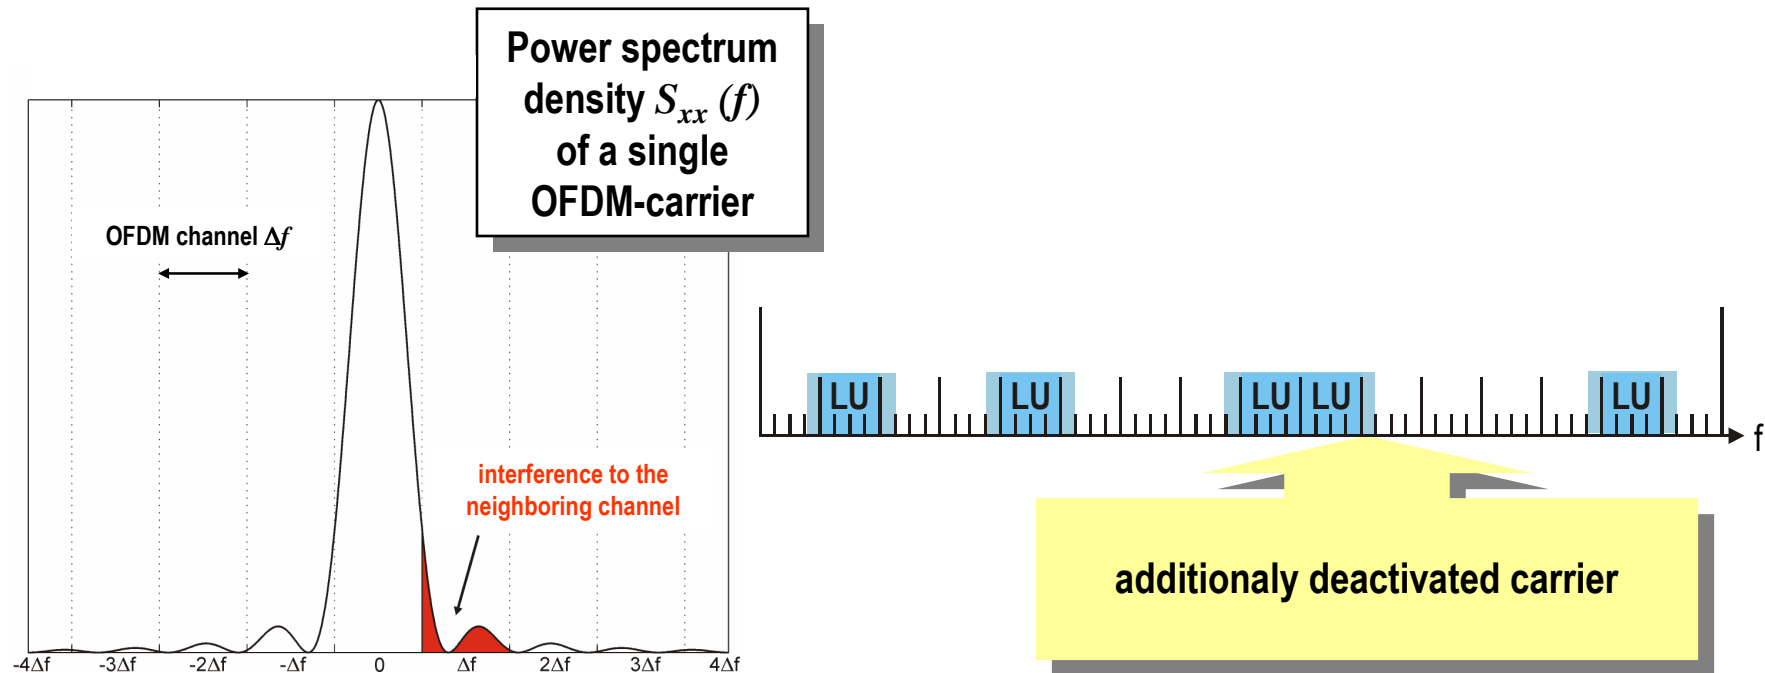 Power spectrum
density Sxx (f)
of a single
OFDM-carrier
OFDM channel Δf
interference to the
neighboring channel
-4Δf -3Δf -2Δf -Δf 0 Δf 2Δf 3Δf 4Δf
LU LU LU LU LU
f
additionaly deactivated carrier